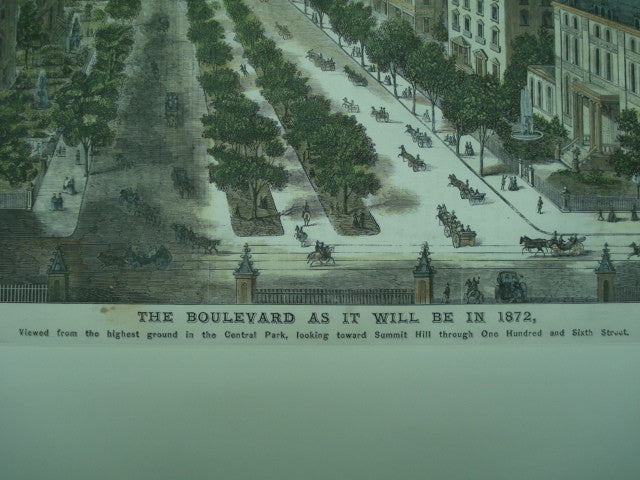 THE BOULEVARD AS IT WILL BE IN 1872,
Viewed from the highest ground in the Central Park, looking toward Summit Hill through One Hundred and Sixth Street.